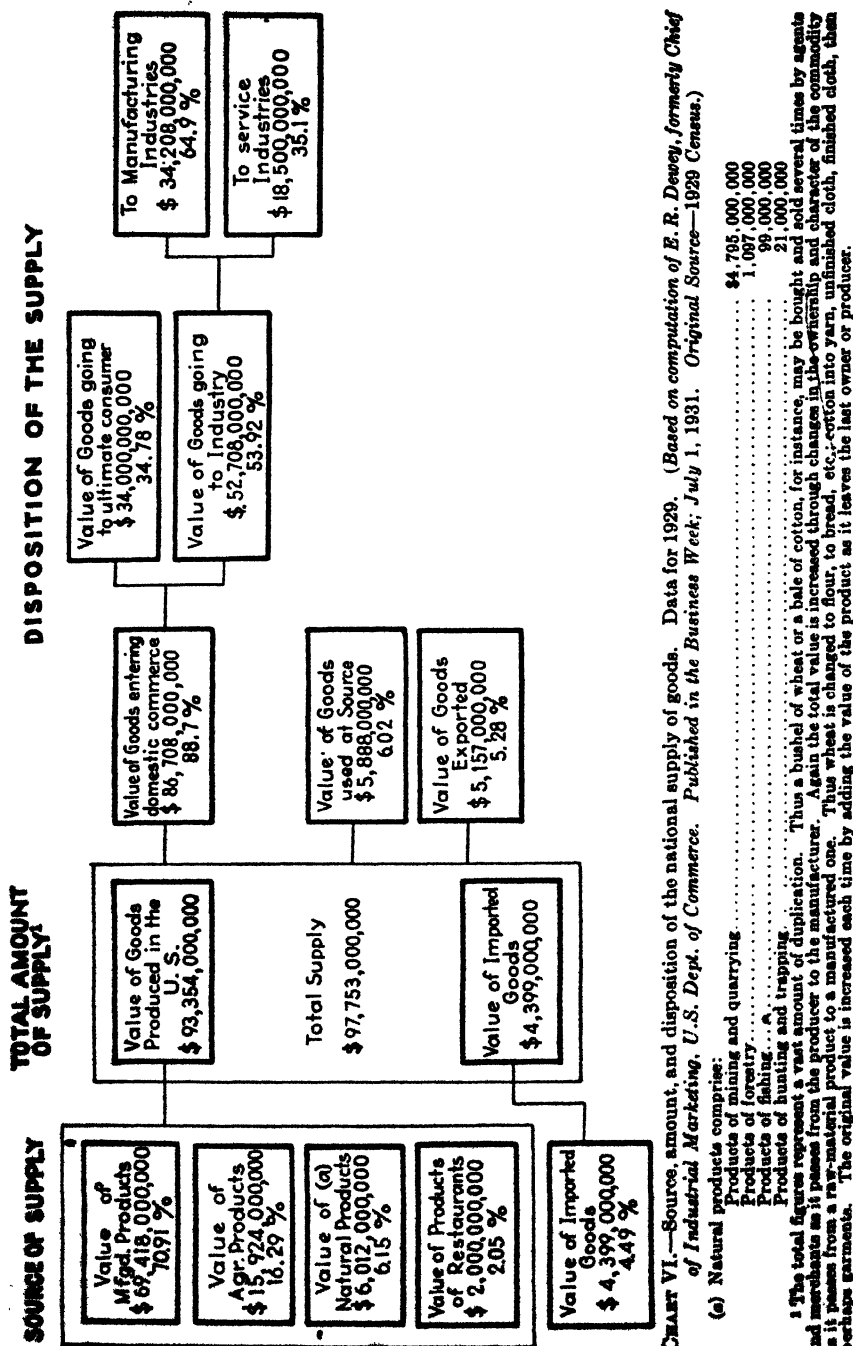 SOURCE OF SUPPLY
TOTAL AMOUNT
OF SUPPLY¹
DISPOSITION OF THE SUPPLY
Value of
Mfgd. Products
$69,418,000,000
70.91 %
Value of
Agr. Products
$15,924,000,000
16.29 %
Value of (a)
Natural Products
$6,012,000,000
6.15 %
Value of Products
of Restaurants
$2,000,000,000
2.05 %
Value of Imported
Goods
$4,399,000,000
4.49 %
Value of Goods
Produced in the
U. S.
$93,354,000,000
Total Supply
$97,753,000,000
Value of Imported
Goods
$4,399,000,000
Value of Goods entering
domestic commerce
$86,708,000,000
88.7 %
Value of Goods
used at Source
$5,888,000,000
6.02 %
Value of Goods
Exported
$5,157,000,000
5.28 %
Value of Goods going
to ultimate consumer
$34,000,000,000
34.78 %
Value of Goods going
to Industry
$52,708,000,000
53.92 %
To Manufacturing
Industries
$34,208,000,000
64.9 %
To service
Industries
$18,500,000,000
35.1 %
CHART VI.—Source, amount, and disposition of the national supply of goods. Data for 1929. (Based on computation of E. R. Dewey, formerly Chief
of Industrial Marketing, U.S. Dept. of Commerce. Published in the Business Week; July 1, 1931. Original Source—1929 Census.)
(a) Natural products comprise:
Products of mining and quarrying.......... $4,795,000,000
Products of forestry.......... 1,097,000,000
Products of fishing.......... 99,000,000
Products of hunting and trapping.......... 21,000,000
¹ The total figures represent a vast amount of duplication. Thus a bushel of wheat or a bale of cotton, for instance, may be bought and sold several times by agents
and merchants as it passes from the producer to the manufacturer. Again the total value is increased through changes in the ownership and character of the commodity
as it passes from a raw-material product to a manufactured one. Thus wheat is changed to flour, to bread, etc.; cotton into yarn, unfinished cloth, finished cloth, then
perhaps garments. The original value is increased each time by adding the value of the product as it leaves the last owner or producer.